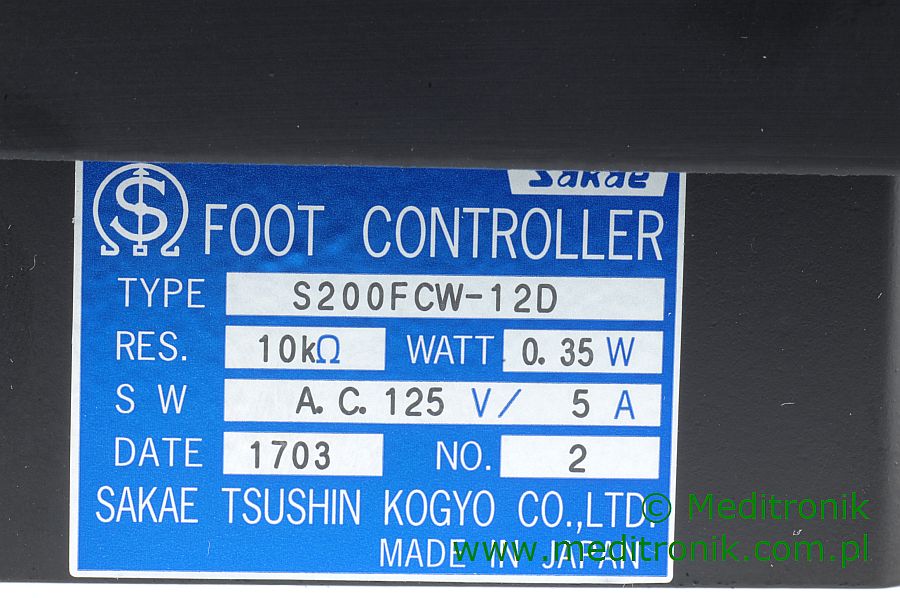 Sakae
FOOT CONTROLLER
TYPE S200FCW-12D
RES. 10kΩ WATT 0.35 W
S W A.C. 125 V/ 5 A
DATE 1703 NO. 2
SAKAE TSUSHIN KOGYO CO.,LTD.
© Meditronik
MADE IN JAPAN
www.meditronik.com.pl